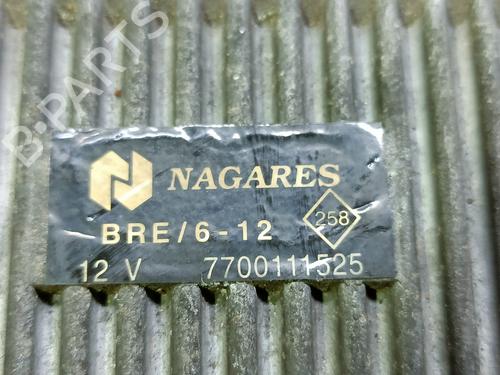 B-PARTS
NAGARES
BRE/6-12
258
12 V 7700111525